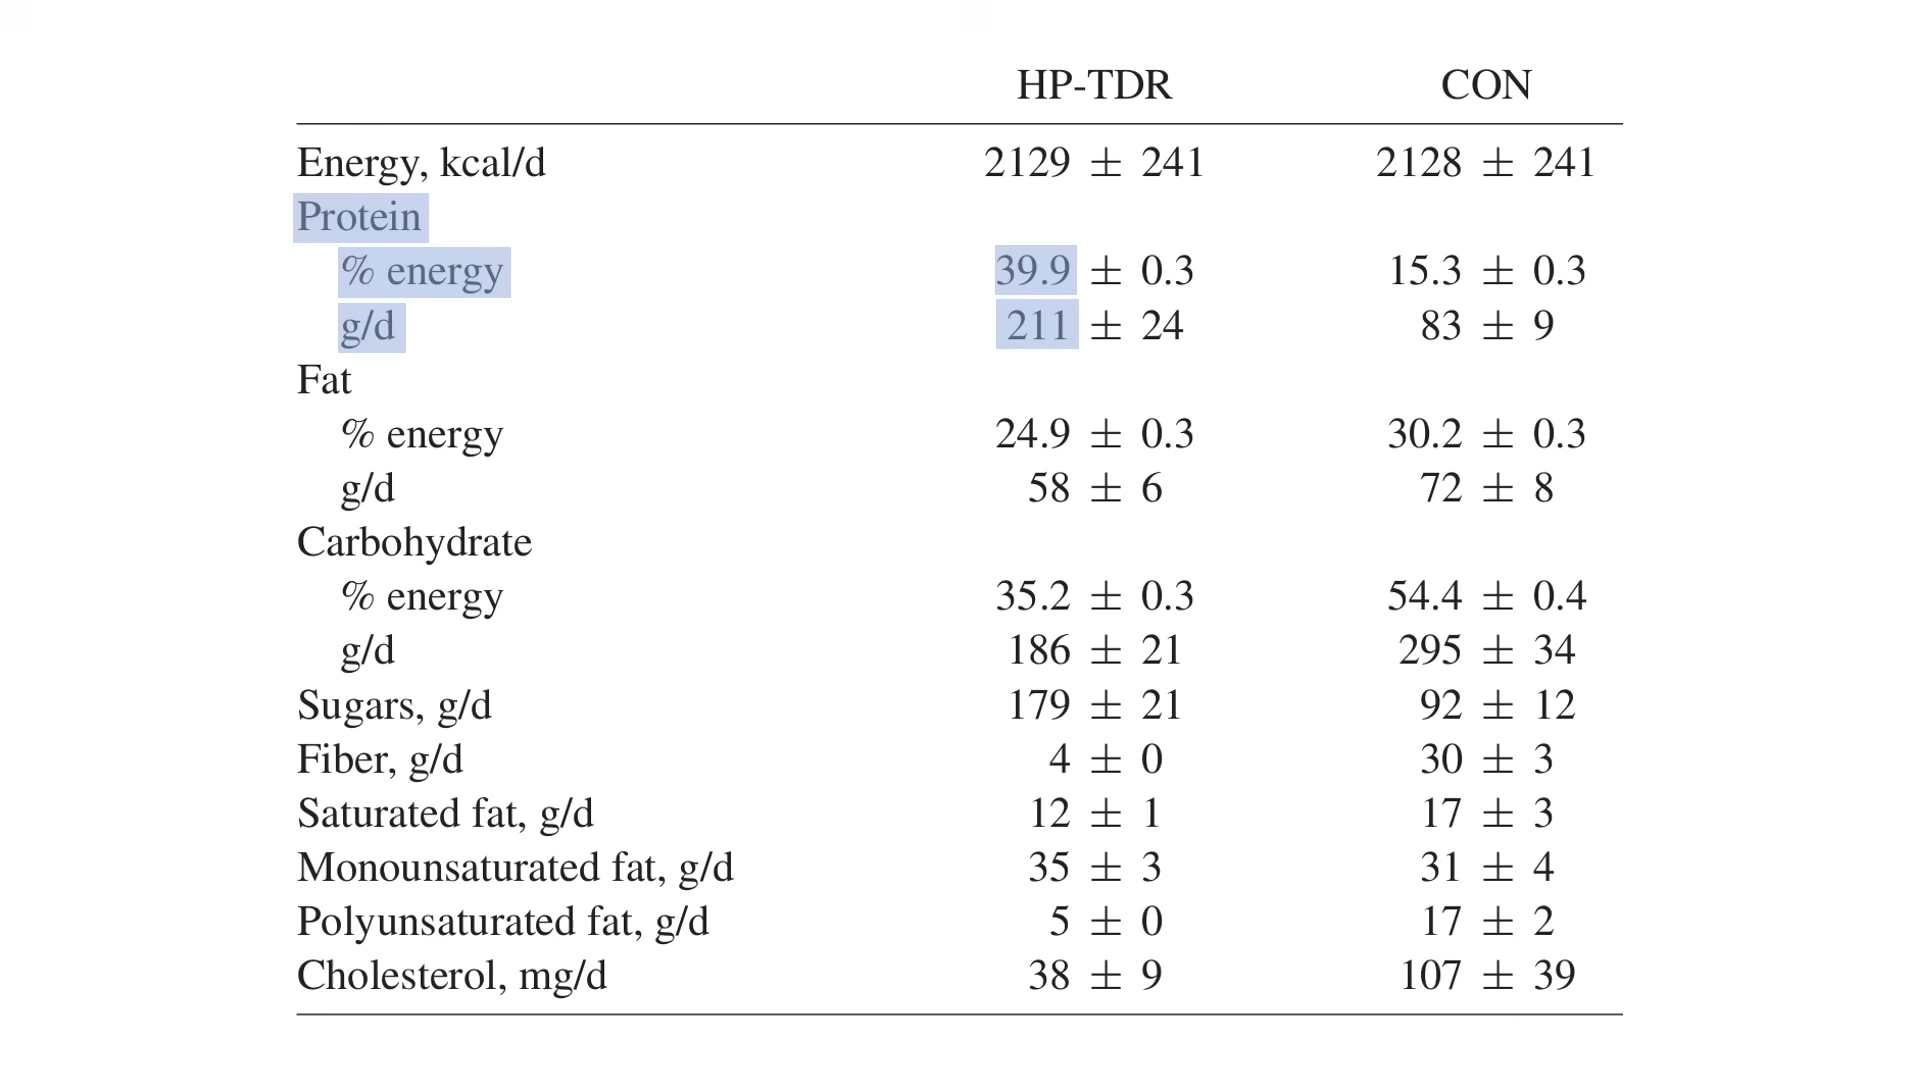 HP-TDR CON
Energy, kcal/d 2129 ± 241 2128 ± 241
Protein
% energy 39.9 ± 0.3 15.3 ± 0.3
g/d 211 ± 24 83 ± 9
Fat
% energy 24.9 ± 0.3 30.2 ± 0.3
g/d 58 ± 6 72 ± 8
Carbohydrate
% energy 35.2 ± 0.3 54.4 ± 0.4
g/d 186 ± 21 295 ± 34
Sugars, g/d 179 ± 21 92 ± 12
Fiber, g/d 4 ± 0 30 ± 3
Saturated fat, g/d 12 ± 1 17 ± 3
Monounsaturated fat, g/d 35 ± 3 31 ± 4
Polyunsaturated fat, g/d 5 ± 0 17 ± 2
Cholesterol, mg/d 38 ± 9 107 ± 39